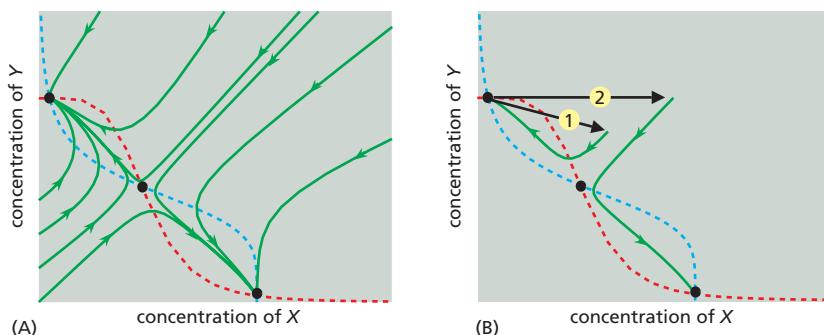 concentration of Y
concentration of X
(A)
concentration of Y
2
1
concentration of X
(B)